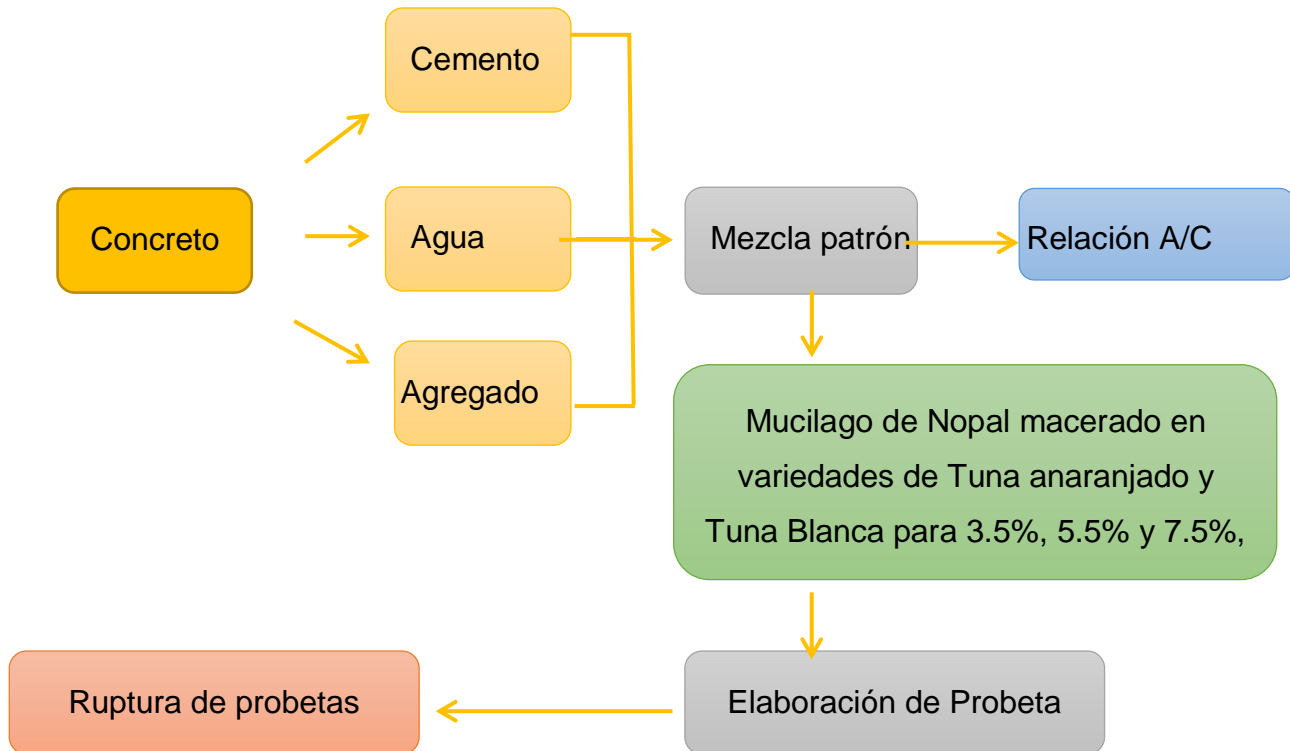 Cemento
Concreto
Agua
Mezcla patrón
Relación A/C
Agregado
Mucilago de Nopal macerado en
variedades de Tuna anaranjado y
Tuna Blanca para 3.5%, 5.5% y 7.5%,
Ruptura de probetas
Elaboración de Probeta